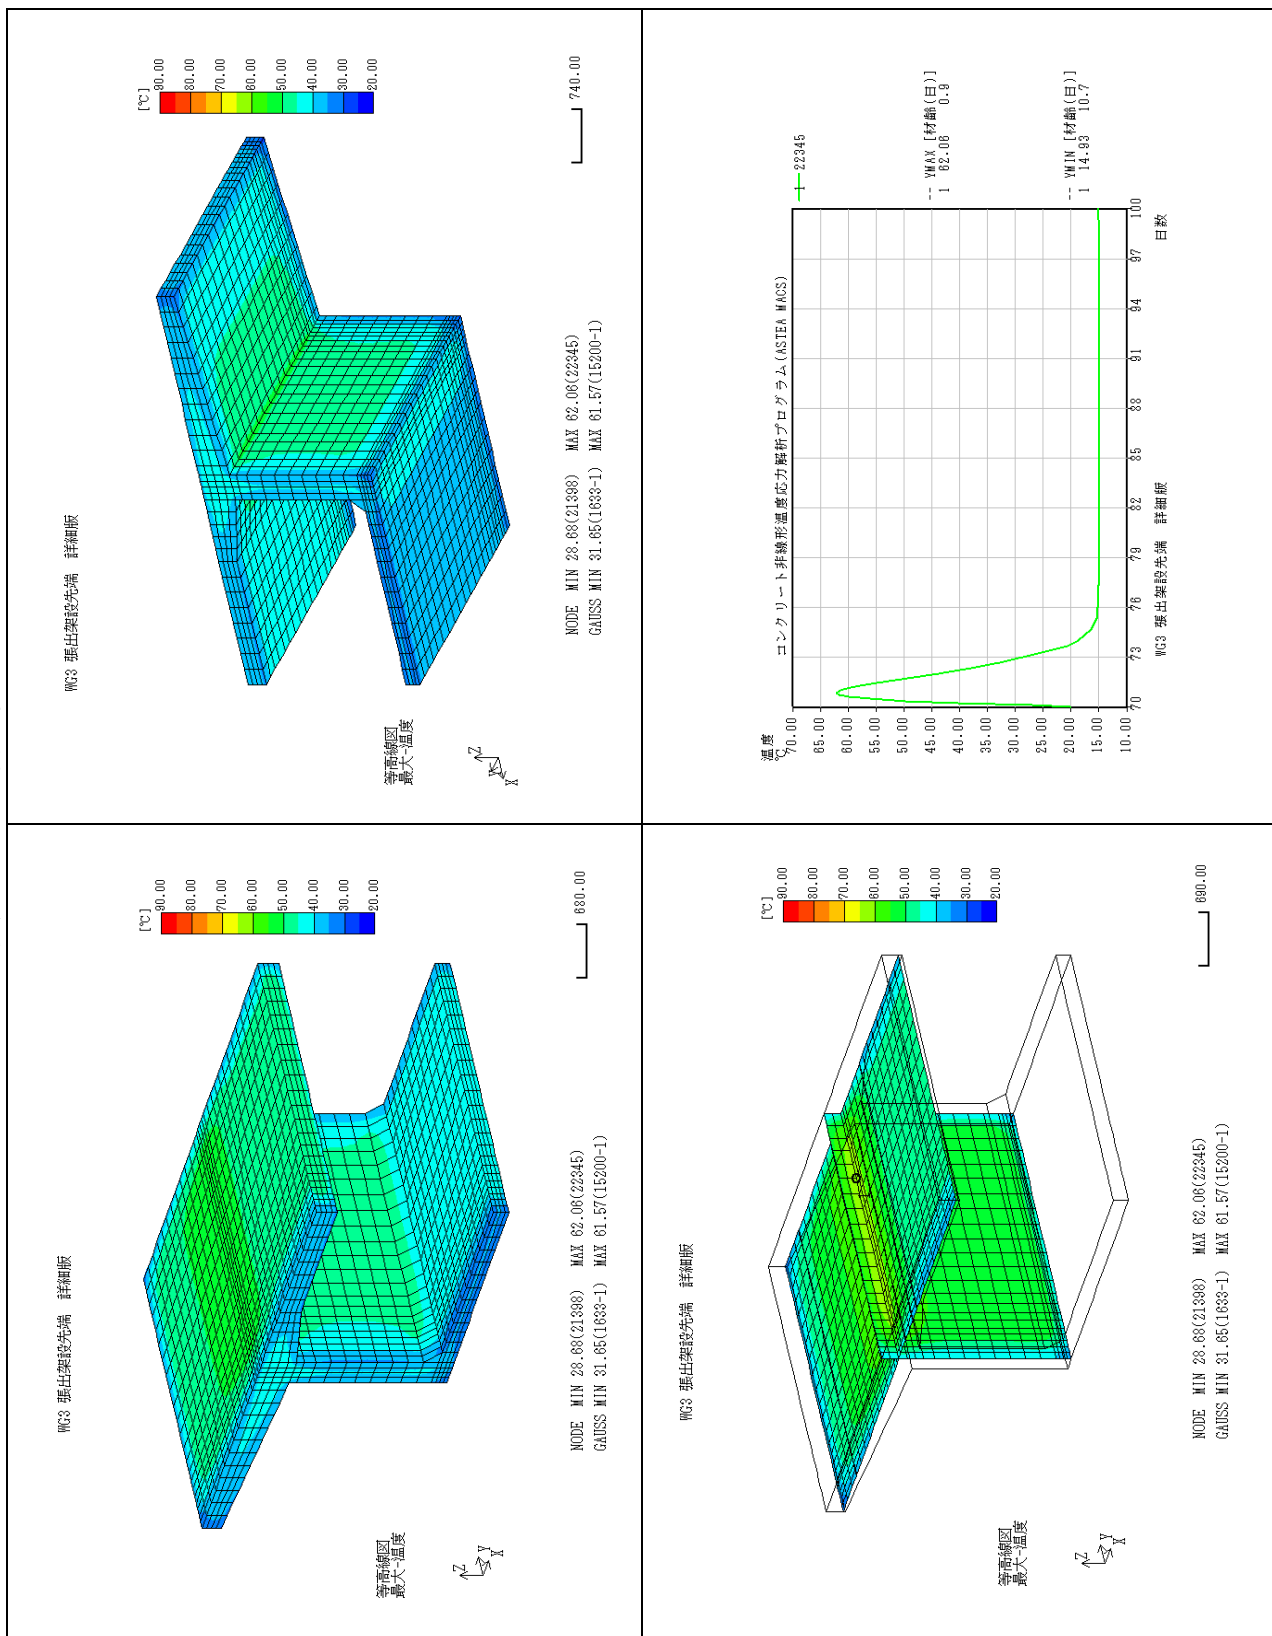 WG3 張出架設先端　詳細版
[℃]
90.00
80.00
70.00
60.00
50.00
40.00
30.00
20.00
740.00
等高線図
最大-温度
Z
Y
X
NODE MIN 28.68(21398) MAX 62.06(22345)
GAUSS MIN 31.65(1633-1) MAX 61.57(15200-1)
コンクリート非線形温度応力解析プログラム(ASTEA MACS)
温度
℃
70.00
65.00
60.00
55.00
50.00
45.00
40.00
35.00
30.00
25.00
20.00
15.00
10.00
70
73
76
79
82
85
88
91
94
97
100
日数
1 22345
-- YMAX [材齢(日)]
1 62.06 0.9
-- YMIN [材齢(日)]
1 14.93 10.7
WG3 張出架設先端　詳細版
WG3 張出架設先端　詳細版
[℃]
90.00
80.00
70.00
60.00
50.00
40.00
30.00
20.00
680.00
等高線図
最大-温度
Z
Y
X
NODE MIN 28.68(21398) MAX 62.06(22345)
GAUSS MIN 31.65(1633-1) MAX 61.57(15200-1)
WG3 張出架設先端　詳細版
[℃]
90.00
80.00
70.00
60.00
50.00
40.00
30.00
20.00
690.00
等高線図
最大-温度
Z
Y
X
NODE MIN 28.68(21398) MAX 62.06(22345)
GAUSS MIN 31.65(1633-1) MAX 61.57(15200-1)